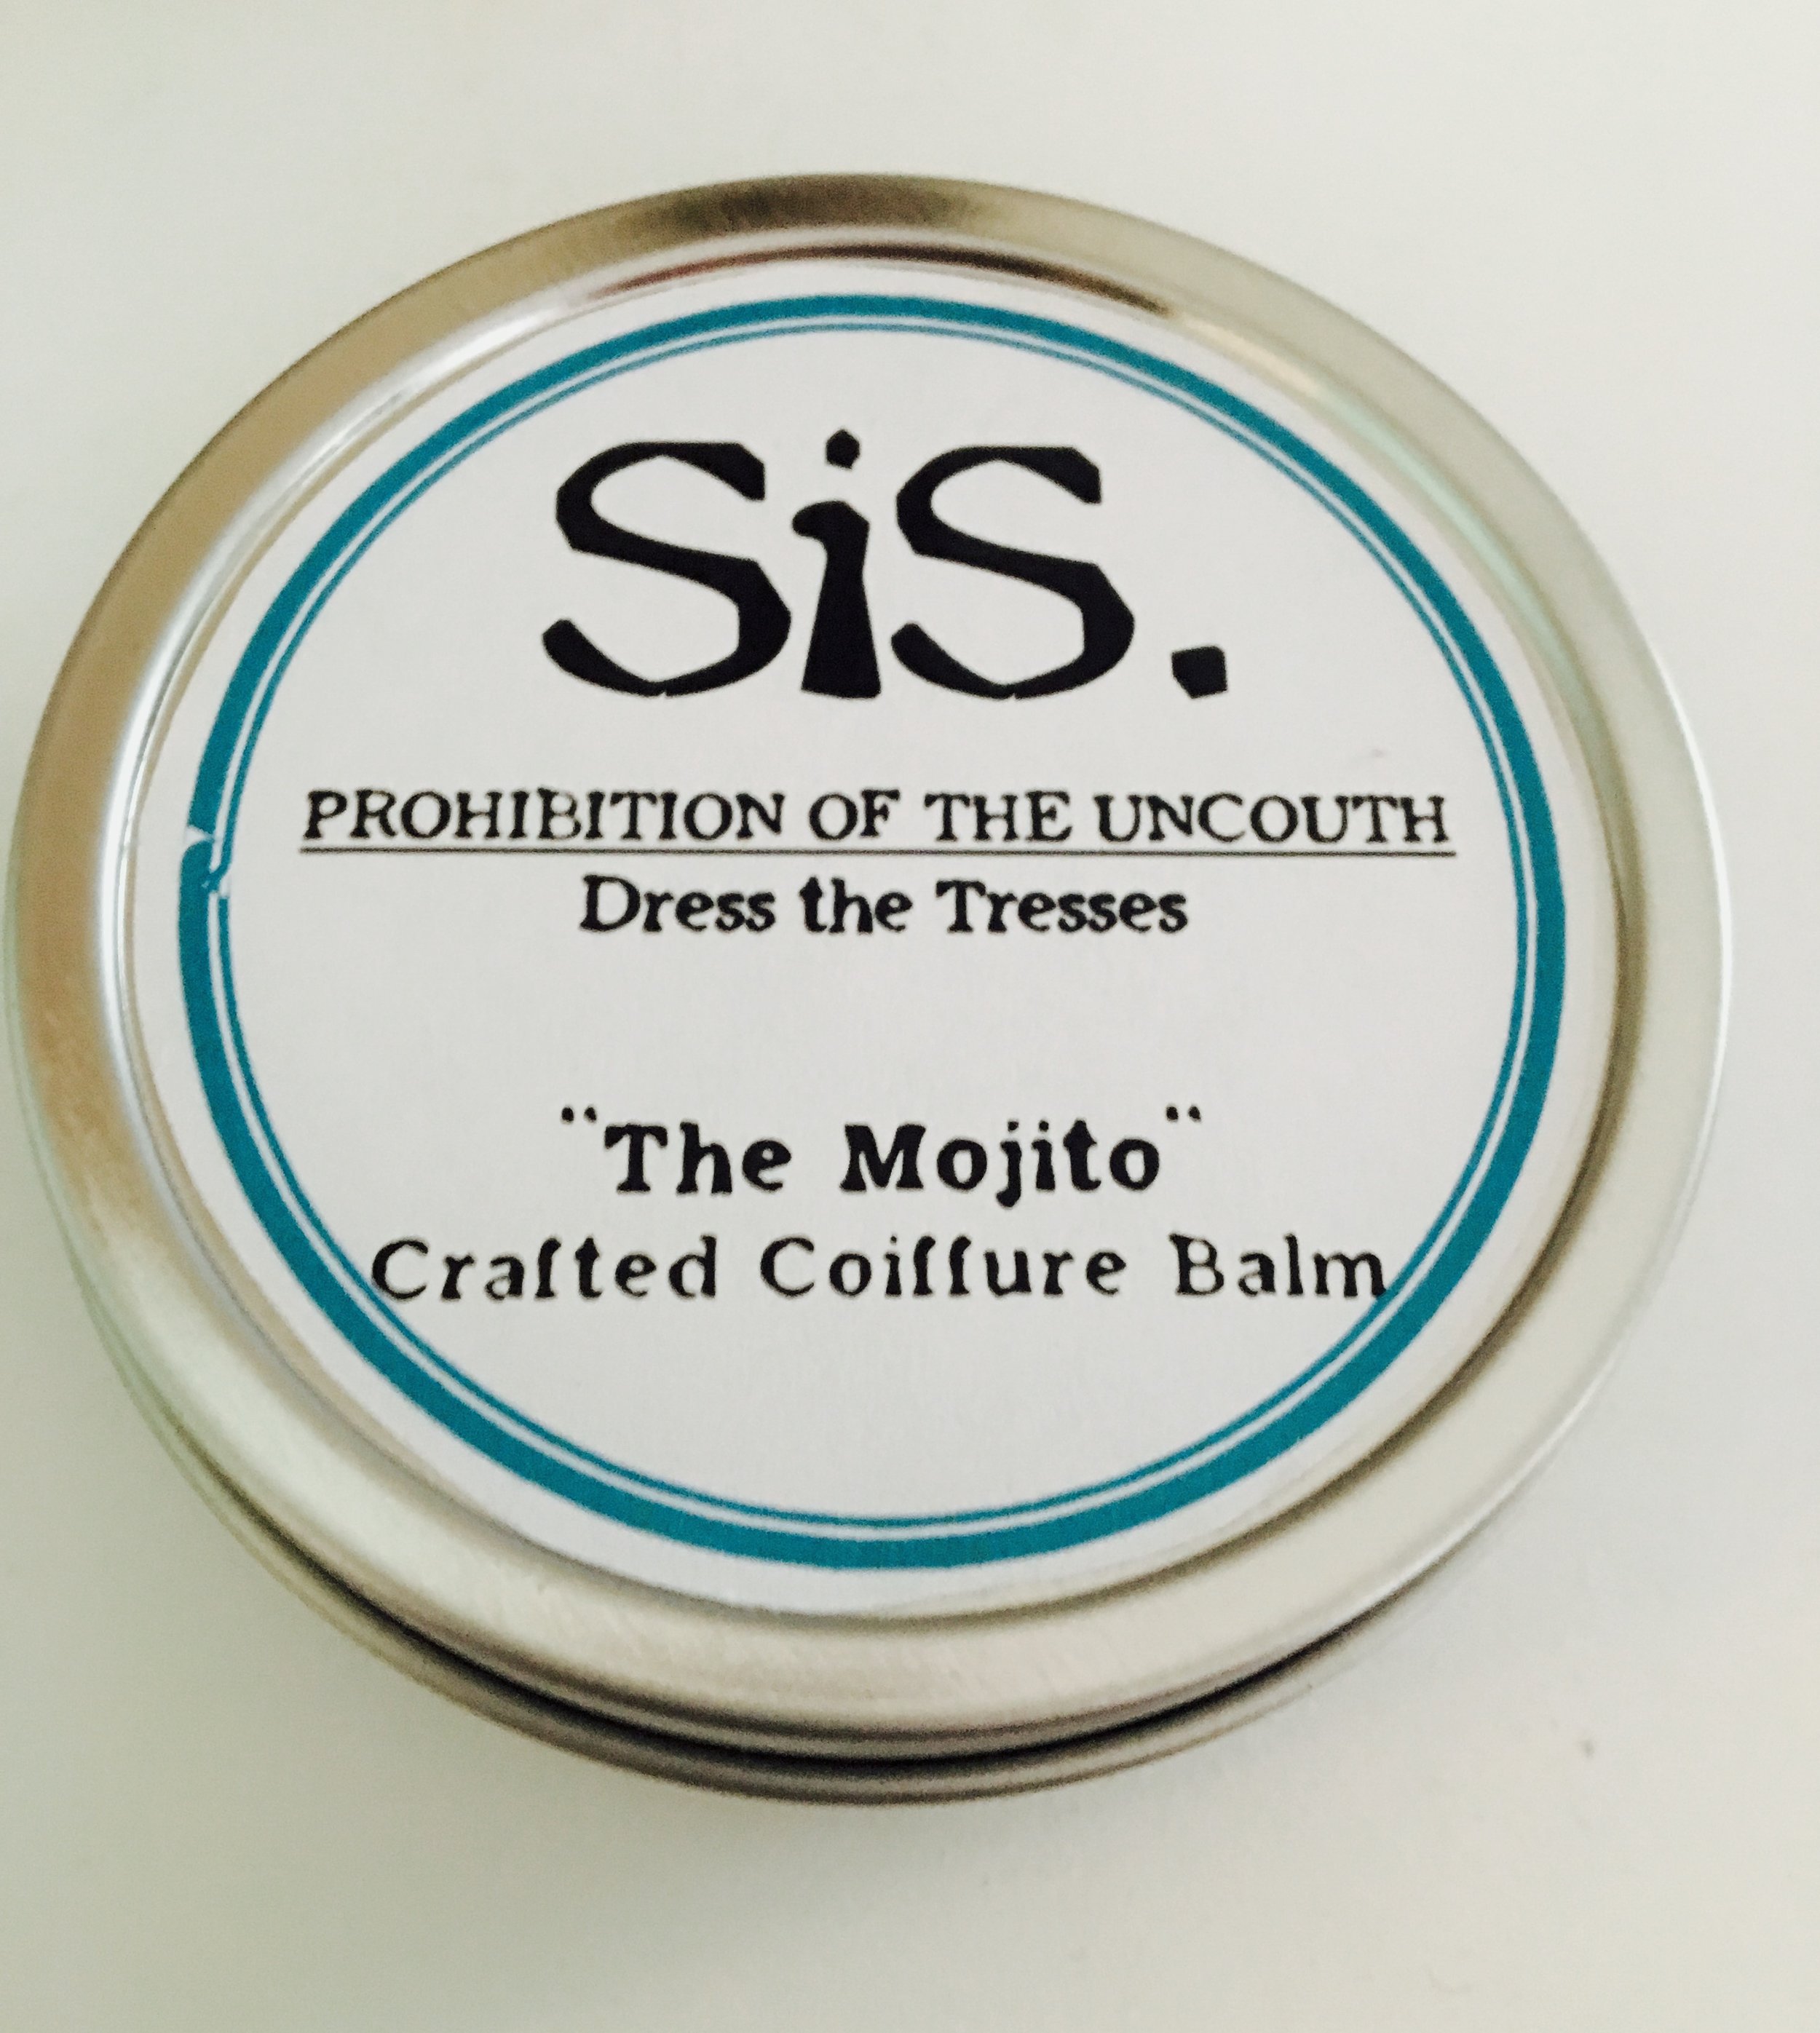 SiS.
PROHIBITION OF THE UNCOUTH
Dress the Tresses
"The Mojito"
Crafted Coiffure Balm